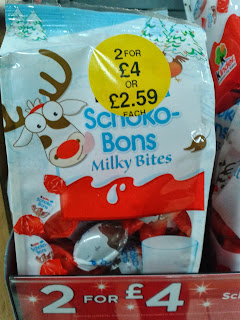 2 FOR
£4
OR
£2.59
EACH
Schoko-
Bons
Milky Bites
2 FOR £4